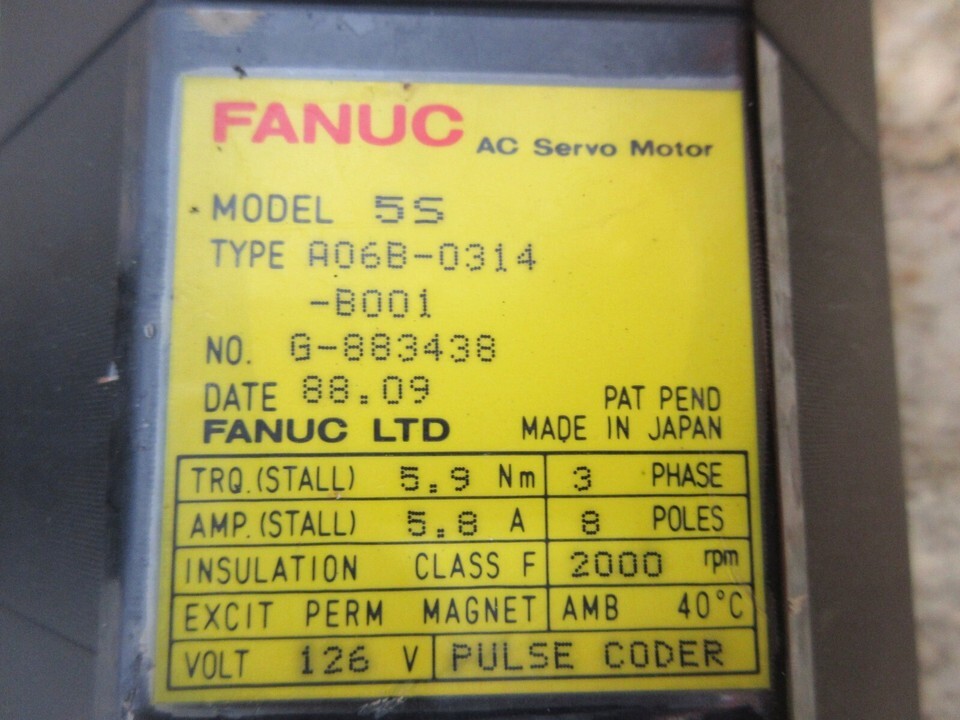 FANUC AC Servo Motor
MODEL 5S
TYPE A06B-0314
-B001
NO. G-883438
DATE 88.09
PAT PEND
FANUC LTD MADE IN JAPAN
TRQ.(STALL) 5.9 Nm 3 PHASE
AMP.(STALL) 5.8 A 8 POLES
INSULATION CLASS F 2000 rpm
EXCIT PERM MAGNET AMB 40°C
VOLT 126 V PULSE CODER